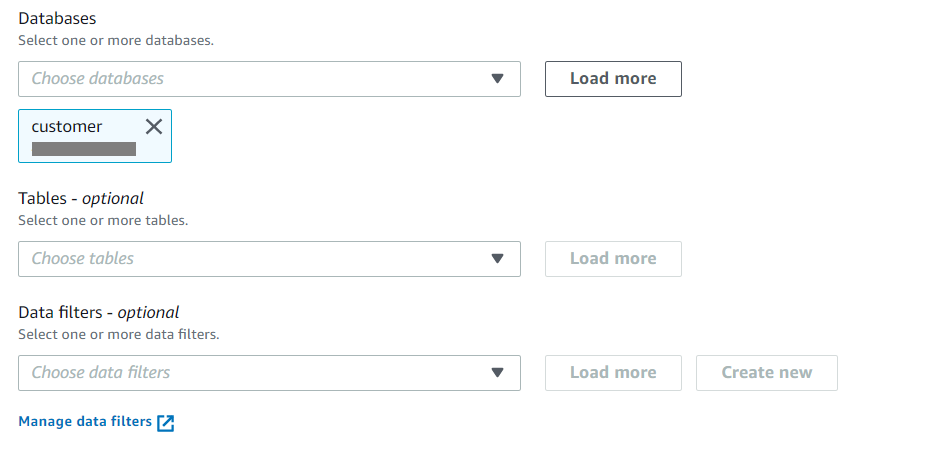 Databases
Select one or more databases.
Choose databases
Load more
customer
Tables - optional
Select one or more tables.
Choose tables
Load more
Data filters - optional
Select one or more data filters.
Choose data filters
Load more
Create new
Manage data filters